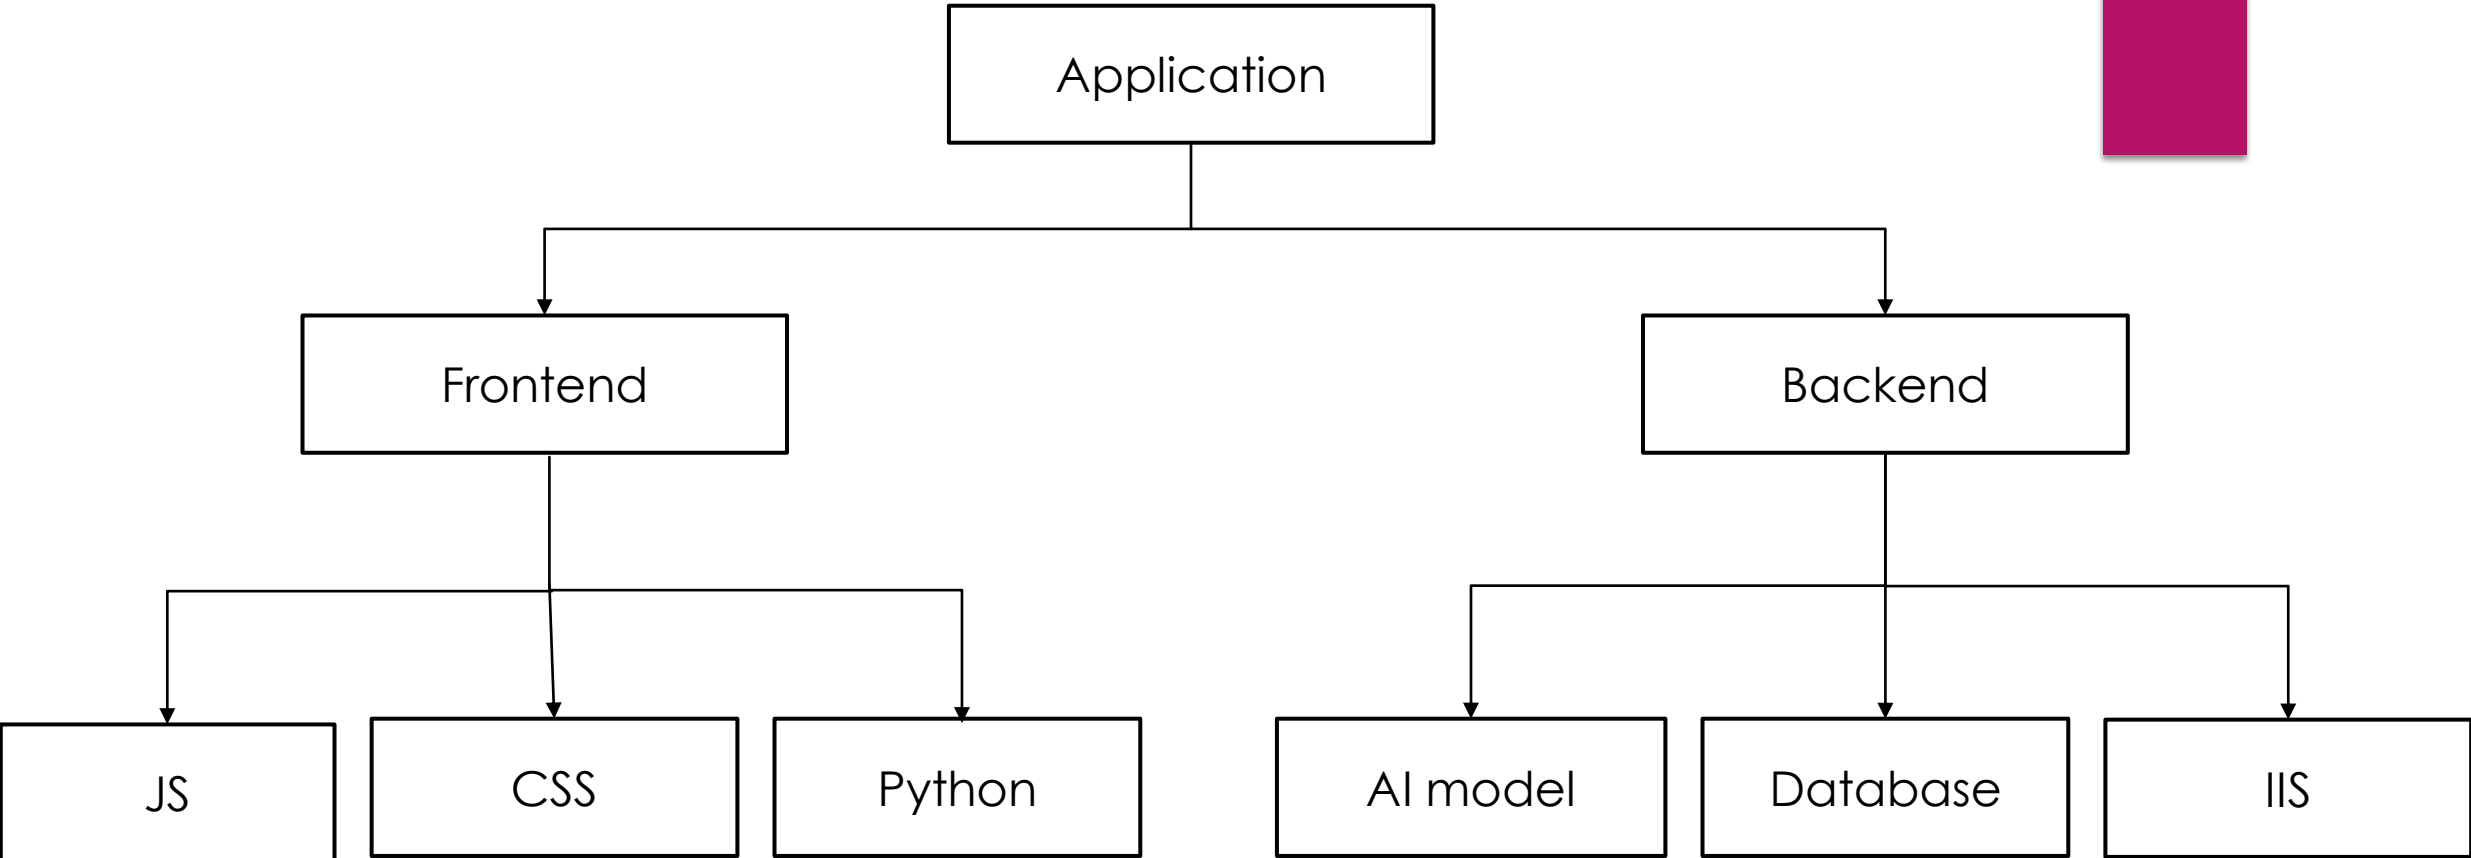 Application
Frontend
Backend
JS
CSS
Python
AI model
Database
IIS